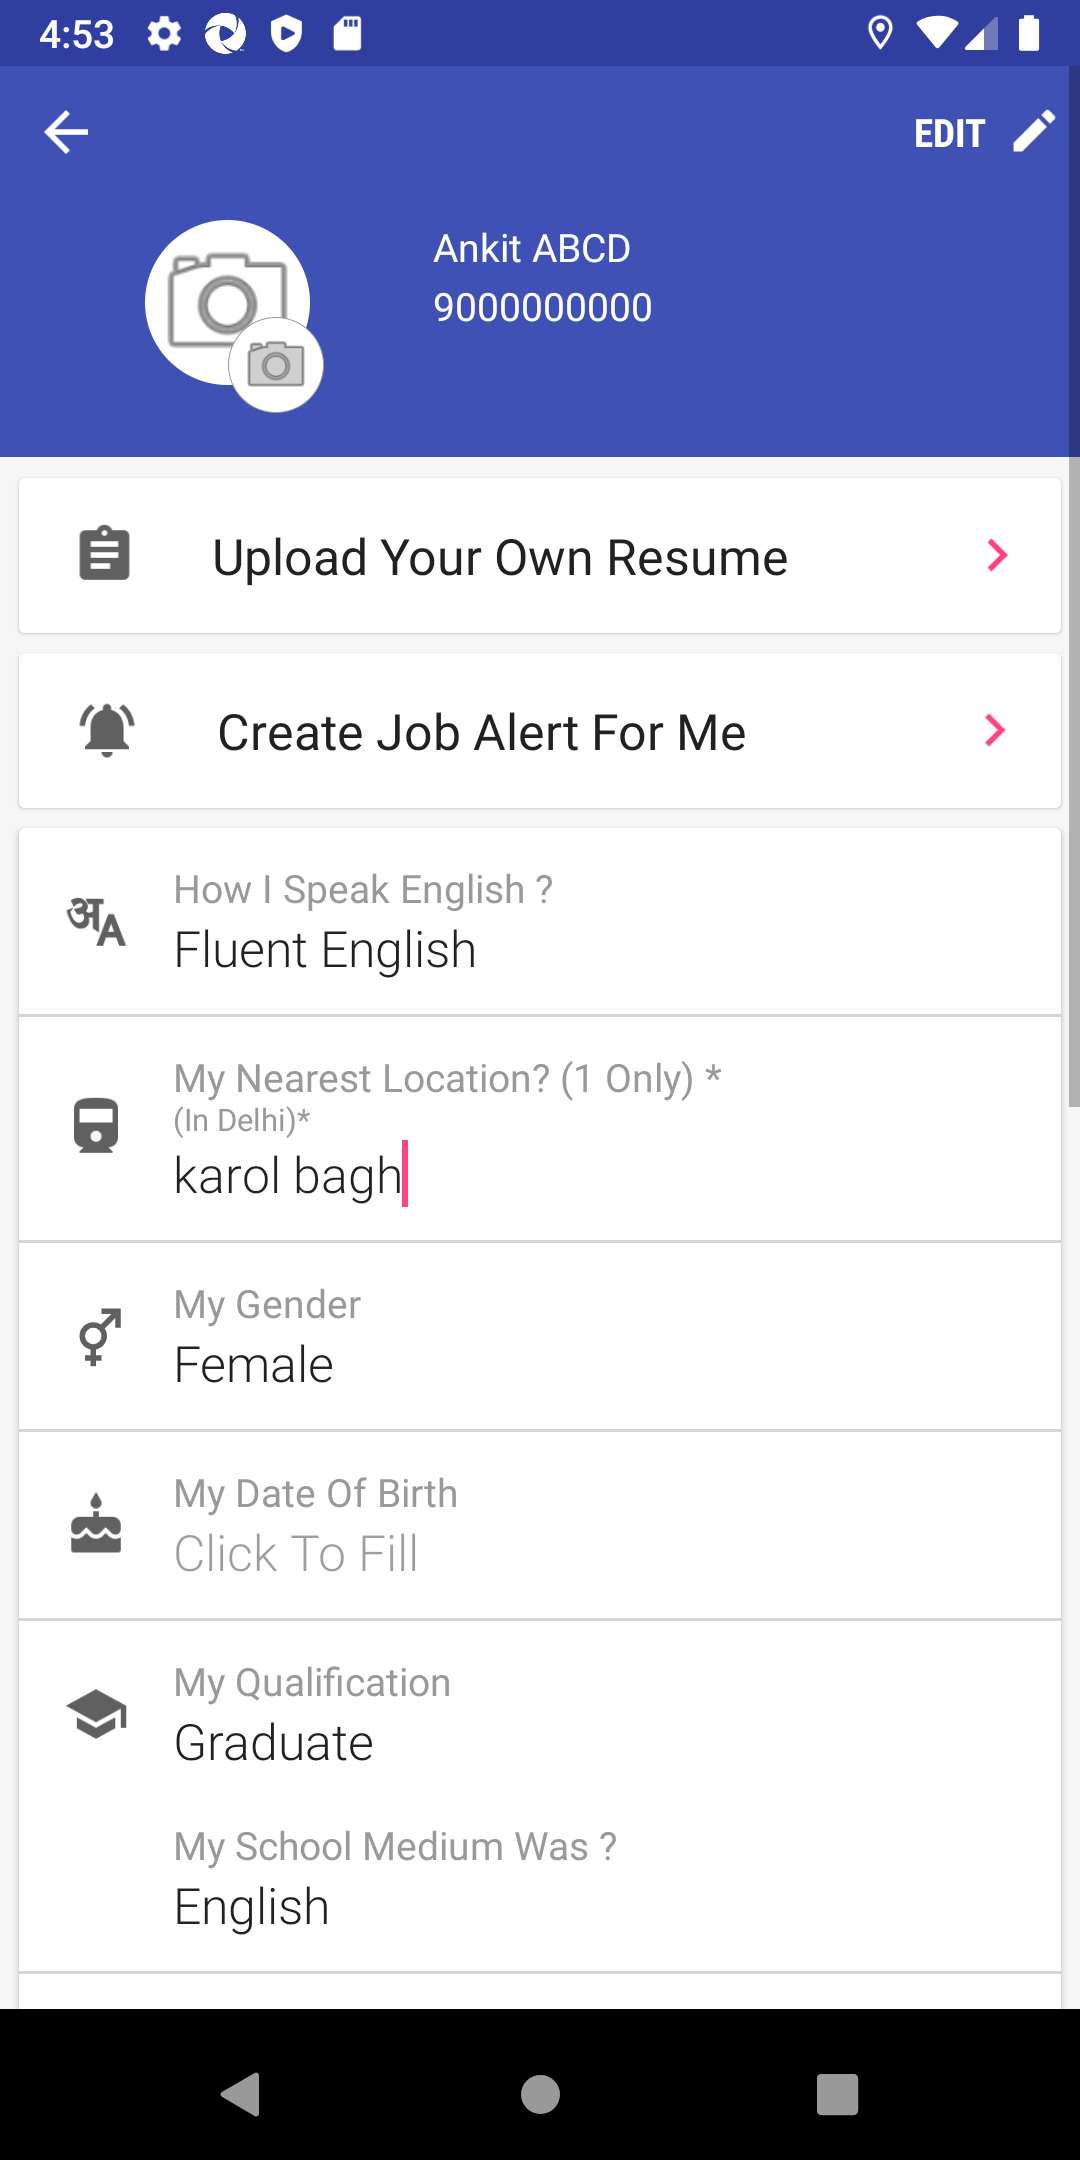 4:53
EDIT
Ankit ABCD
9000000000
Upload Your Own Resume
Create Job Alert For Me
How I Speak English ?
Fluent English
My Nearest Location? (1 Only) *
(In Delhi)*
karol bagh
My Gender
Female
My Date Of Birth
Click To Fill
My Qualification
Graduate
My School Medium Was ?
English